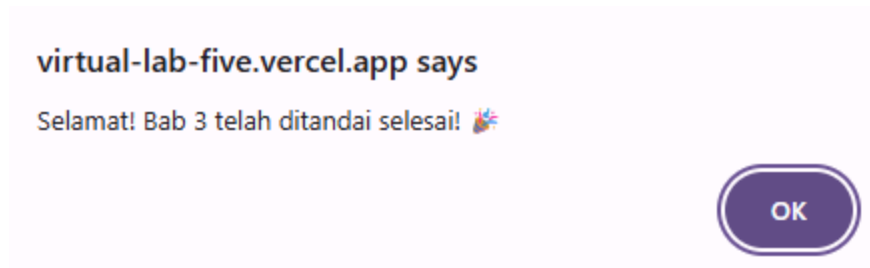 virtual-lab-five.vercel.app says
Selamat! Bab 3 telah ditandai selesai! 🎉
OK